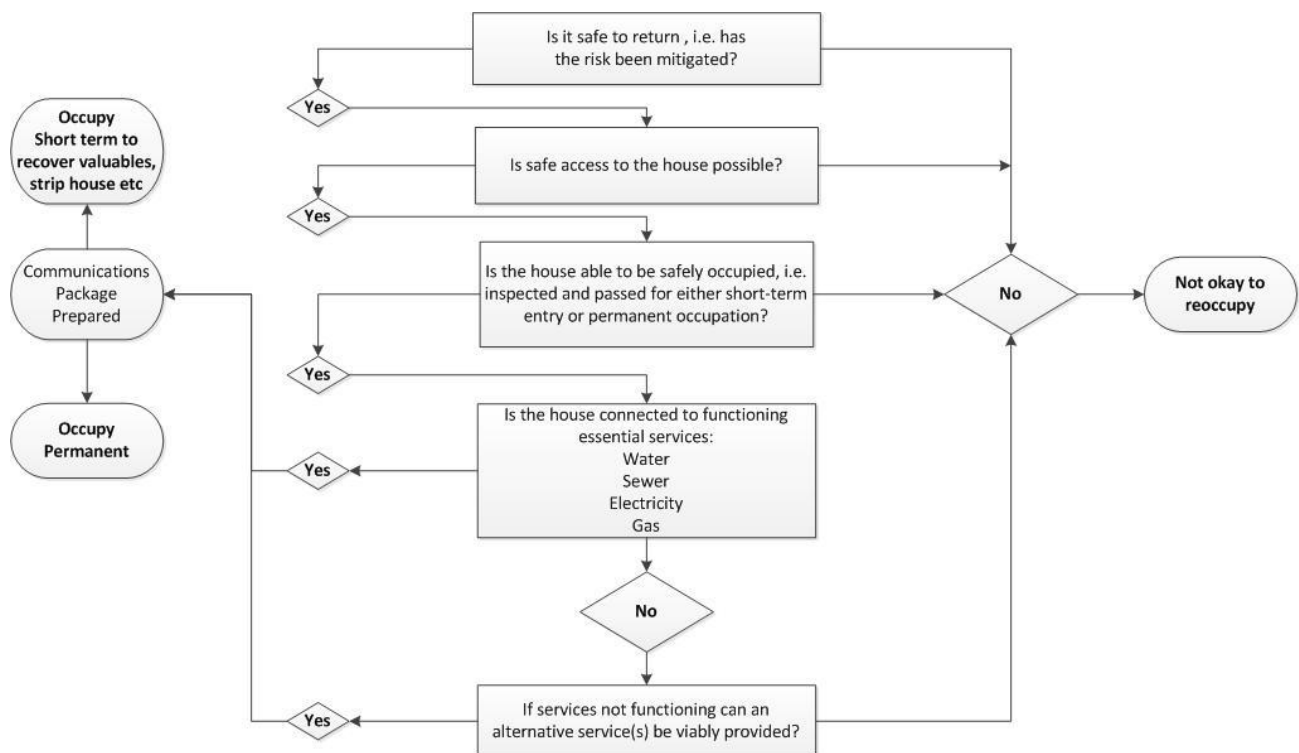 Is it safe to return , i.e. has
the risk been mitigated?
Yes
Occupy
Short term to
recover valuables,
strip house etc
Is safe access to the house possible?
Yes
Communications
Package
Prepared
Is the house able to be safely occupied, i.e.
inspected and passed for either short-term
entry or permanent occupation?
No
Not okay to
reoccupy
Yes
Occupy
Permanent
Is the house connected to functioning
essential services:
Water
Sewer
Electricity
Gas
Yes
No
If services not functioning can an
alternative service(s) be viably provided?
Yes